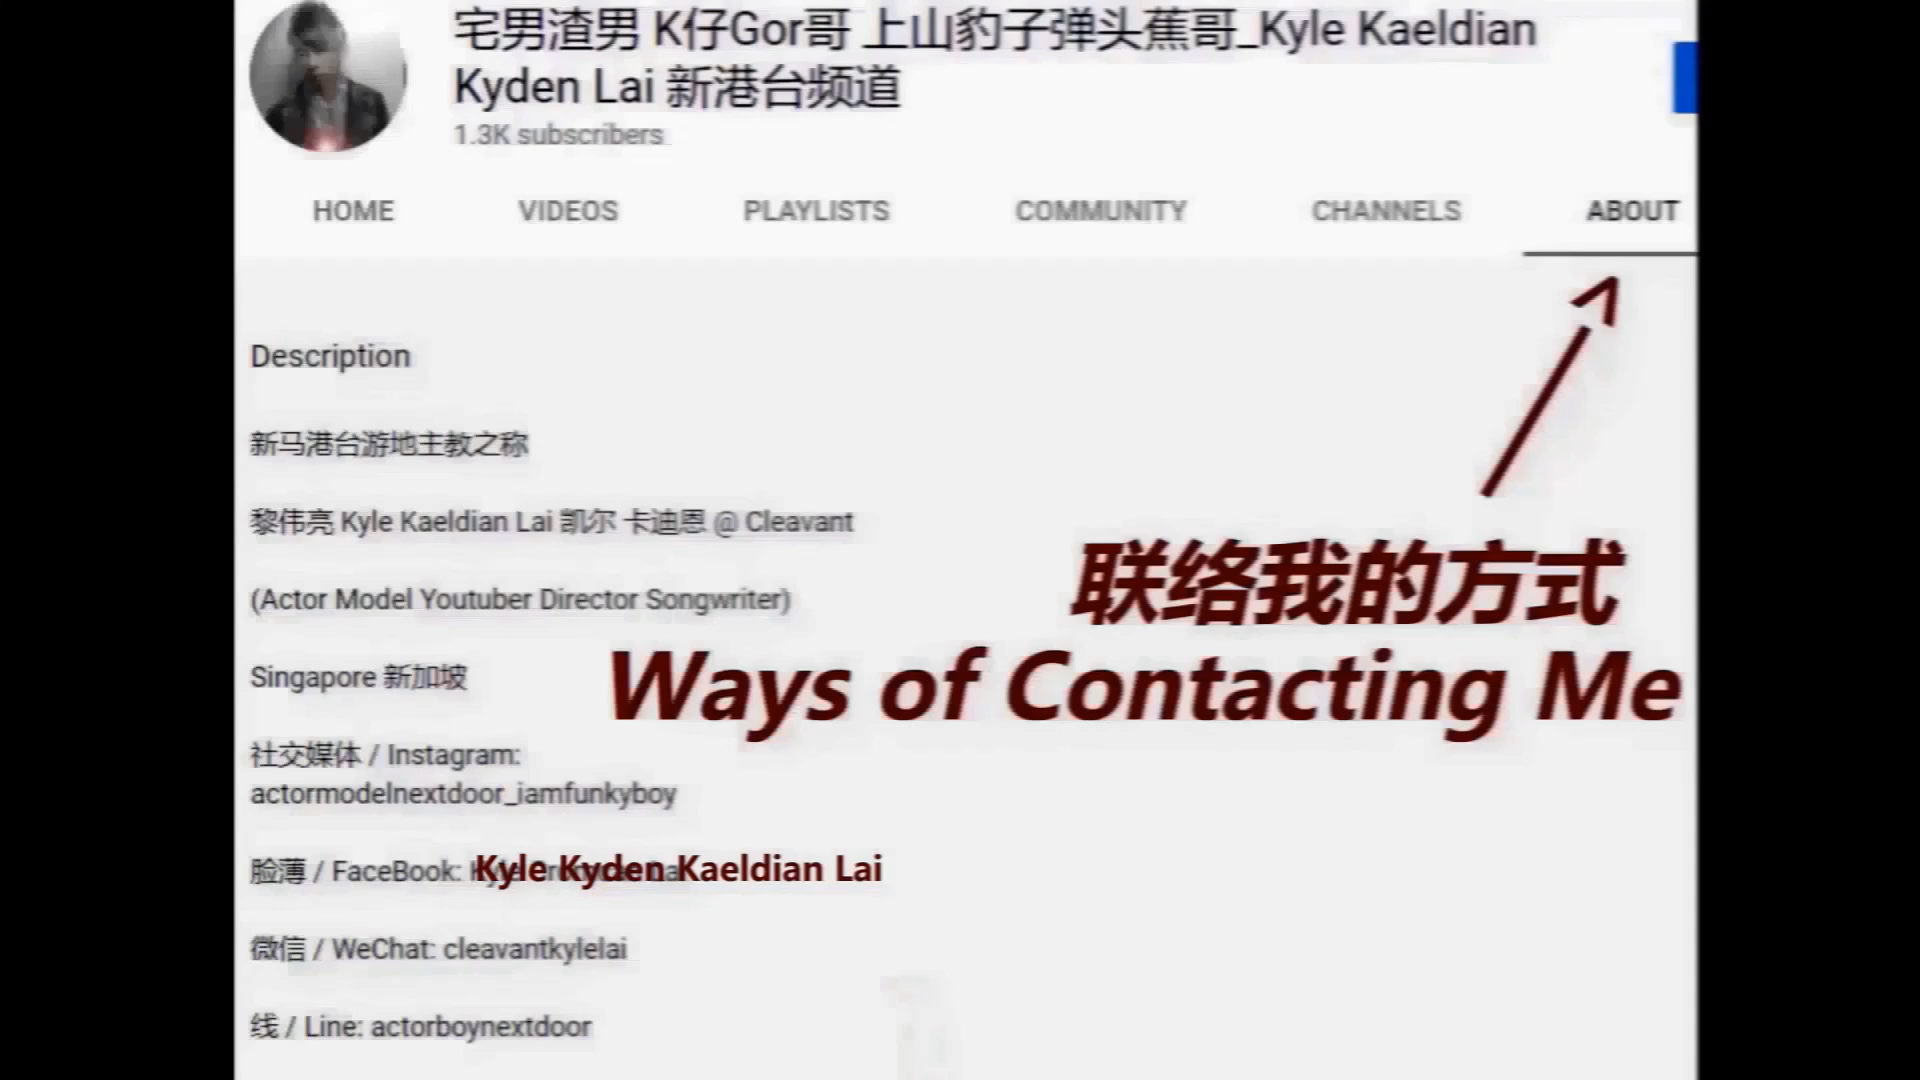 宅男渣男 K仔Gor哥 上山豹子弹头蕉哥_Kyle Kaeldian
Kyden Lai 新港台频道
1.3K subscribers
HOME VIDEOS PLAYLISTS COMMUNITY CHANNELS ABOUT
Description
新马港台游地主教之称
黎伟亮 Kyle Kaeldian Lai 凯尔 卡迪恩 @ Cleavant
(Actor Model Youtuber Director Songwriter)
联络我的方式
Singapore 新加坡
Ways of Contacting Me
社交媒体 / Instagram:
actormodelnextdoor_iamfunkyboy
脸薄 / FaceBook: Kyle Kyden Kaeldian Lai
微信 / WeChat: cleavantkylelai
线 / Line: actorboynextdoor